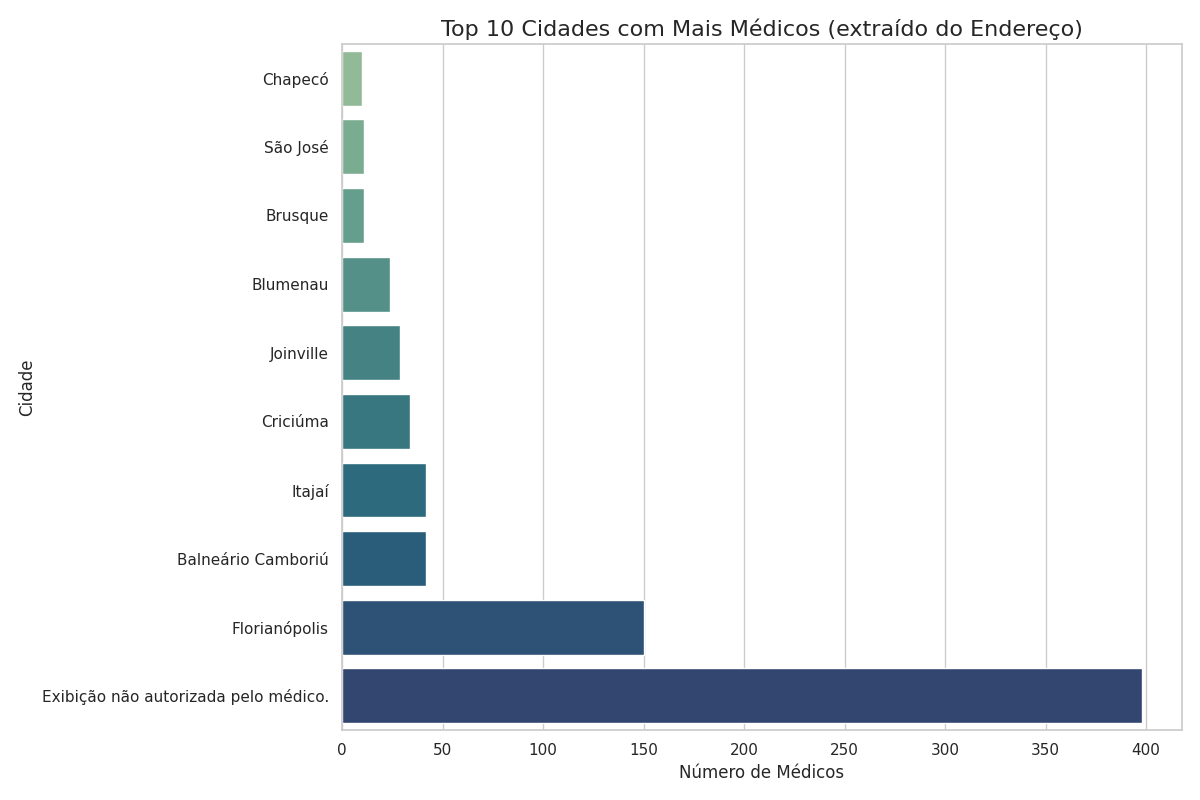 Top 10 Cidades com Mais Médicos (extraído do Endereço)
Cidade
Chapecó
São José
Brusque
Blumenau
Joinville
Criciúma
Itajaí
Balneário Camboriú
Florianópolis
Exibição não autorizada pelo médico.
0 50 100 150 200 250 300 350 400
Número de Médicos